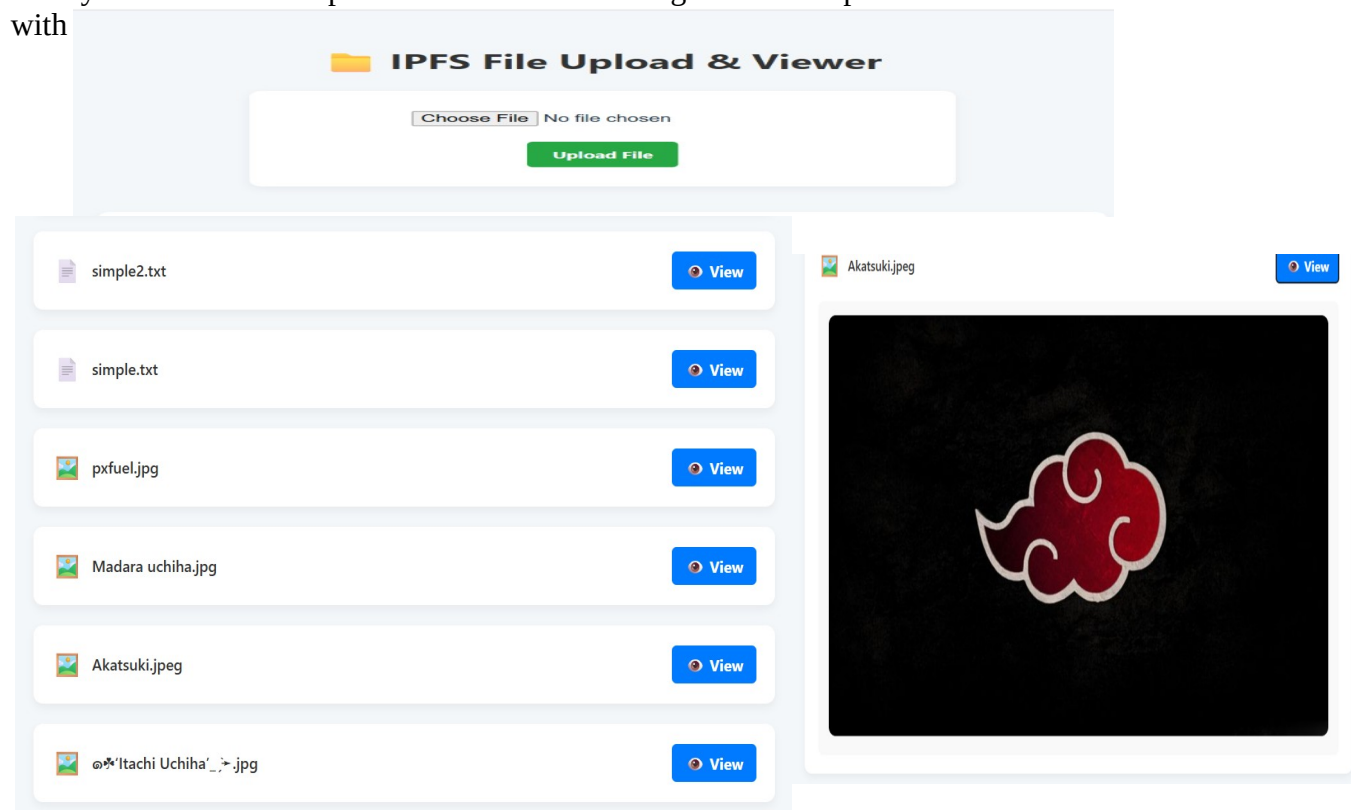 with
IPFS File Upload & Viewer
Choose File No file chosen
Upload File
simple2.txt View
simple.txt View
pxfuel.jpg View
Madara uchiha.jpg View
Akatsuki.jpeg View
Itachi Uchiha .jpg View
Akatsuki.jpeg View